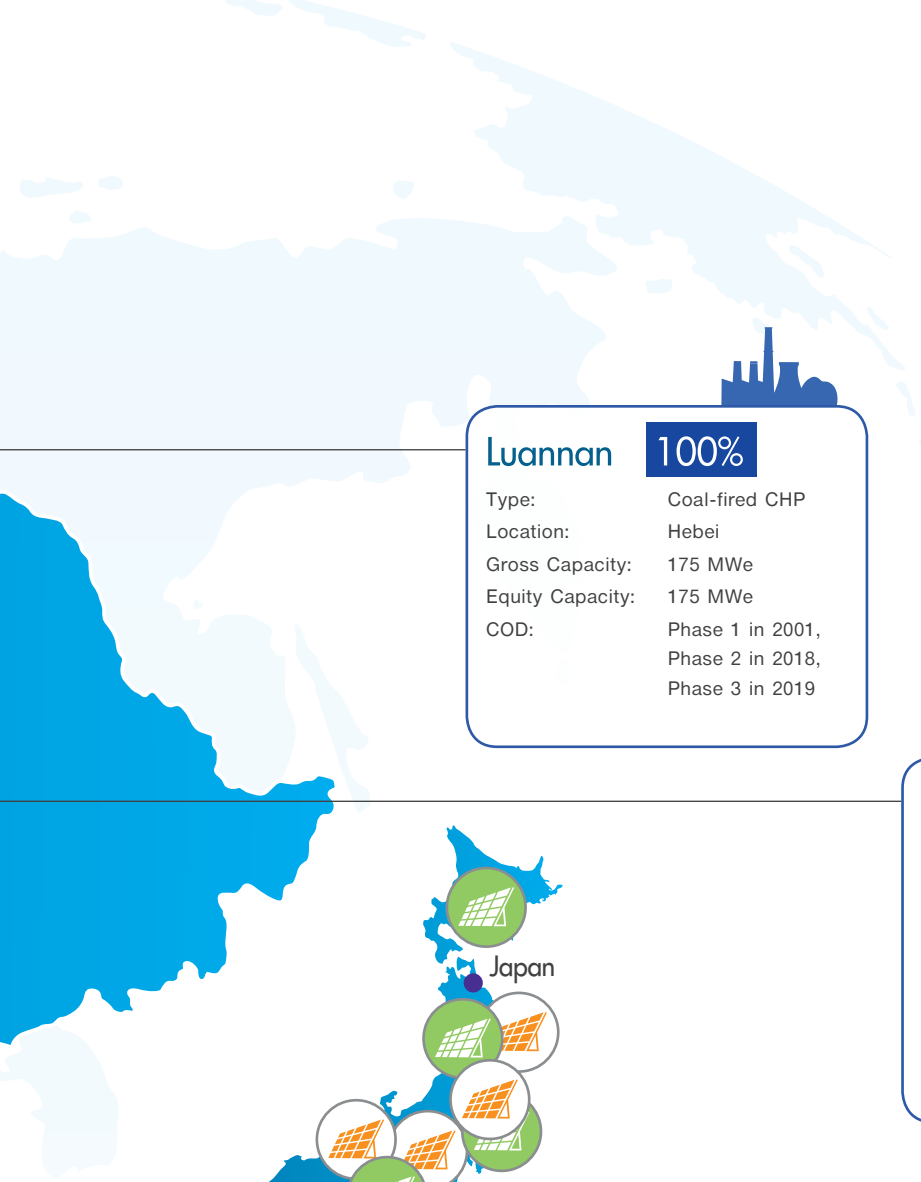 Luannan 100%
Type: Coal-fired CHP
Location: Hebei
Gross Capacity: 175 MWe
Equity Capacity: 175 MWe
COD: Phase 1 in 2001,
Phase 2 in 2018,
Phase 3 in 2019
Japan